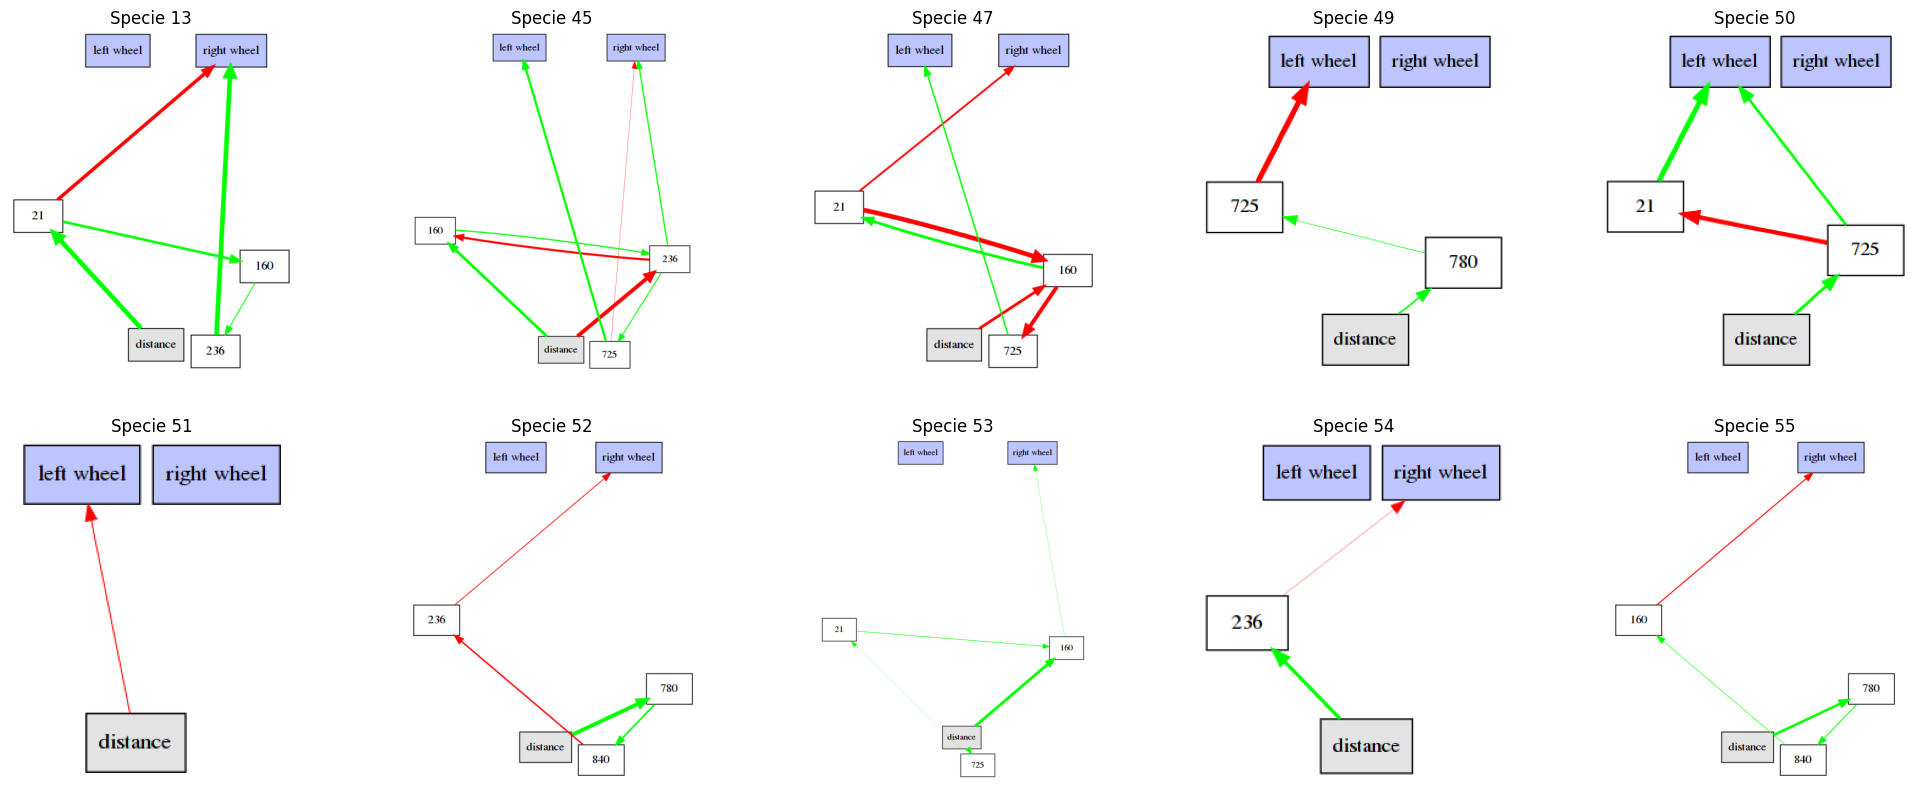 Specie 13
left wheel
right wheel
21
160
distance
236
Specie 45
left wheel
right wheel
160
236
distance
725
Specie 47
left wheel
right wheel
21
160
distance
725
Specie 49
left wheel
right wheel
725
780
distance
Specie 50
left wheel
right wheel
21
725
distance
Specie 51
left wheel
right wheel
distance
Specie 52
left wheel
right wheel
236
780
distance
840
Specie 53
left wheel
right wheel
21
160
distance
725
Specie 54
left wheel
right wheel
236
distance
Specie 55
left wheel
right wheel
160
780
distance
840